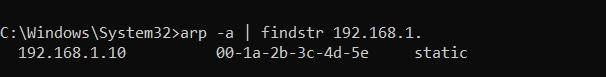 C:\Windows\System32>arp -a | findstr 192.168.1.
  192.168.1.10          00-1a-2b-3c-4d-5e     static